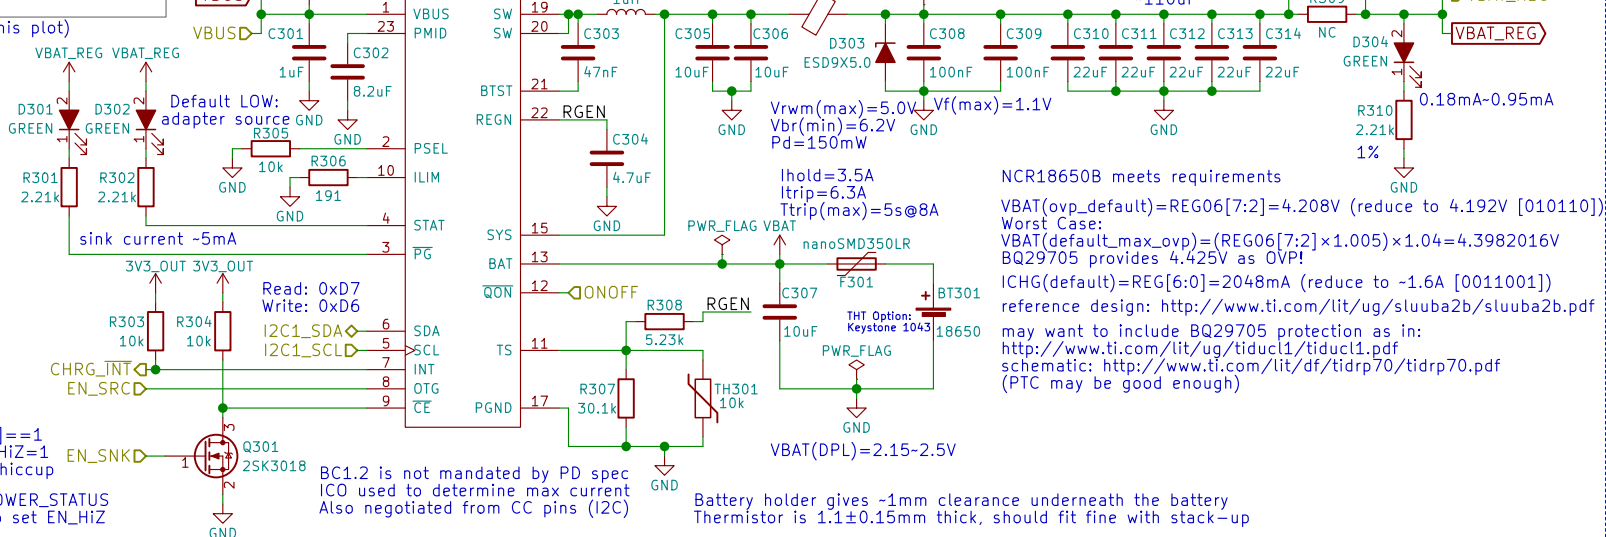 VBUS
his plot)
VBAT_REG
VBAT_REG
D301
GREEN
2
1
D302
GREEN
2
1
Default LOW:
adapter source
C301
1uF
GND
C302
8.2uF
GND
R301
2.21k
R302
2.21k
R305
10k
GND
R306
191
GND
sink current ~5mA
1
VBUS
23
PMID
2
PSEL
10
ILIM
4
STAT
3
PG
6
SDA
5
SCL
7
INT
8
OTG
9
CE
19
SW
20
SW
21
BTST
22
REGN
15
SYS
13
BAT
12
QON
11
TS
17
PGND
3V3_OUT
3V3_OUT
R303
10k
R304
10k
Read: 0xD7
Write: 0xD6
I2C1_SDA
I2C1_SCL
CHRG_INT
EN_SRC
EN_SNK
Q301
2SK3018
3
1
2
GND
]==1
HiZ=1
hiccup
OWER_STATUS
set EN_HiZ
BC1.2 is not mandated by PD spec
ICO used to determine max current
Also negotiated from CC pins (I2C)
C303
47nF
RGEN
C304
4.7uF
GND
C305
10uF
C306
10uF
GND
D303
ESD9X5.0
C308
100nF
GND
C309
100nF
C310
22uF
C311
22uF
C312
22uF
C313
22uF
C314
22uF
GND
NC
VBAT_REG
D304
GREEN
2
1
0.18mA~0.95mA
R310
2.21k
1%
GND
Vrwm(max)=5.0V
Vbr(min)=6.2V
Pd=150mW
Vf(max)=1.1V
Ihold=3.5A
Itrip=6.3A
Ttrip(max)=5s@8A
PWR_FLAG
VBAT
nanoSMD350LR
F301
ONOFF
R308
5.23k
RGEN
C307
10uF
THT Option:
Keystone 1043
BT301
18650
PWR_FLAG
GND
R307
30.1k
TH301
10k
GND
VBAT(DPL)=2.15~2.5V
NCR18650B meets requirements
VBAT(ovp_default)=REG06[7:2]=4.208V (reduce to 4.192V [010110])
Worst Case:
VBAT(default_max_ovp)=(REG06[7:2]×1.005)×1.04=4.3982016V
BQ29705 provides 4.425V as OVP!
ICHG(default)=REG[6:0]=2048mA (reduce to ~1.6A [0011001])
reference design: http://www.ti.com/lit/ug/sluuba2b/sluuba2b.pdf
may want to include BQ29705 protection as in:
http://www.ti.com/lit/ug/tiducl1/tiducl1.pdf
schematic: http://www.ti.com/lit/df/tidrp70/tidrp70.pdf
(PTC may be good enough)
Battery holder gives ~1mm clearance underneath the battery
Thermistor is 1.1±0.15mm thick, should fit fine with stack-up